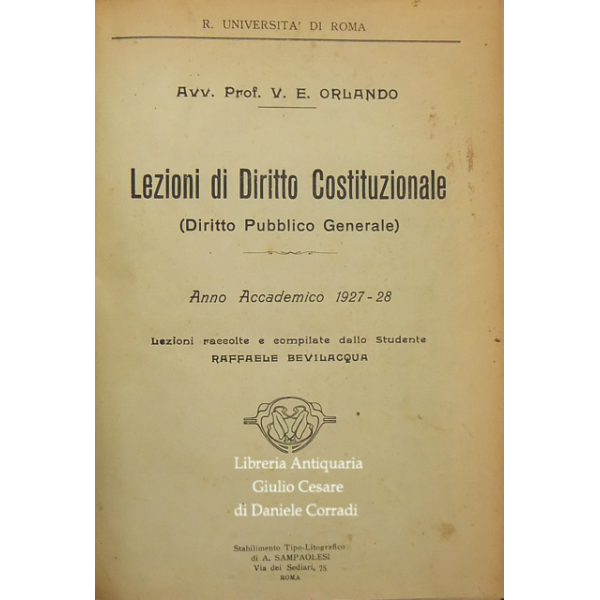 R. UNIVERSITA' DI ROMA
Avv. Prof. V. E. ORLANDO
Lezioni di Diritto Costituzionale
(Diritto Pubblico Generale)
Anno Accademico 1927-28
Lezioni raccolte e compilate dallo Studente
RAFFAELE BEVILACQUA
Libreria Antiquaria
Giulio Cesare
di Daniele Corradi
Stabilimento Tipo-Litografico
di A. SAMPAOLESI
Via dei Sediari, 75
ROMA